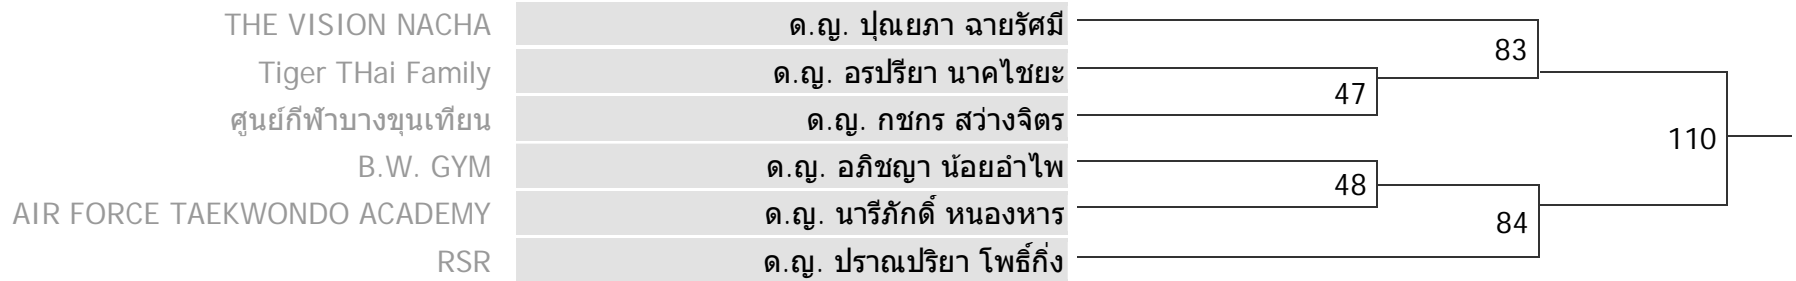 THE VISION NACHA ด.ญ. ปุณยภา ฉายรัศมี
83
Tiger THai Family ด.ญ. อรปรียา นาคไชยะ
47
ศูนย์กีฬาบางขุนเทียน ด.ญ. กชกร สว่างจิตร
110
B.W. GYM ด.ญ. อภิชญา น้อยอำไพ
48
AIR FORCE TAEKWONDO ACADEMY ด.ญ. นารีภักดิ์ หนองหาร
84
RSR ด.ญ. ปราณปริยา โพธิ์กิ่ง